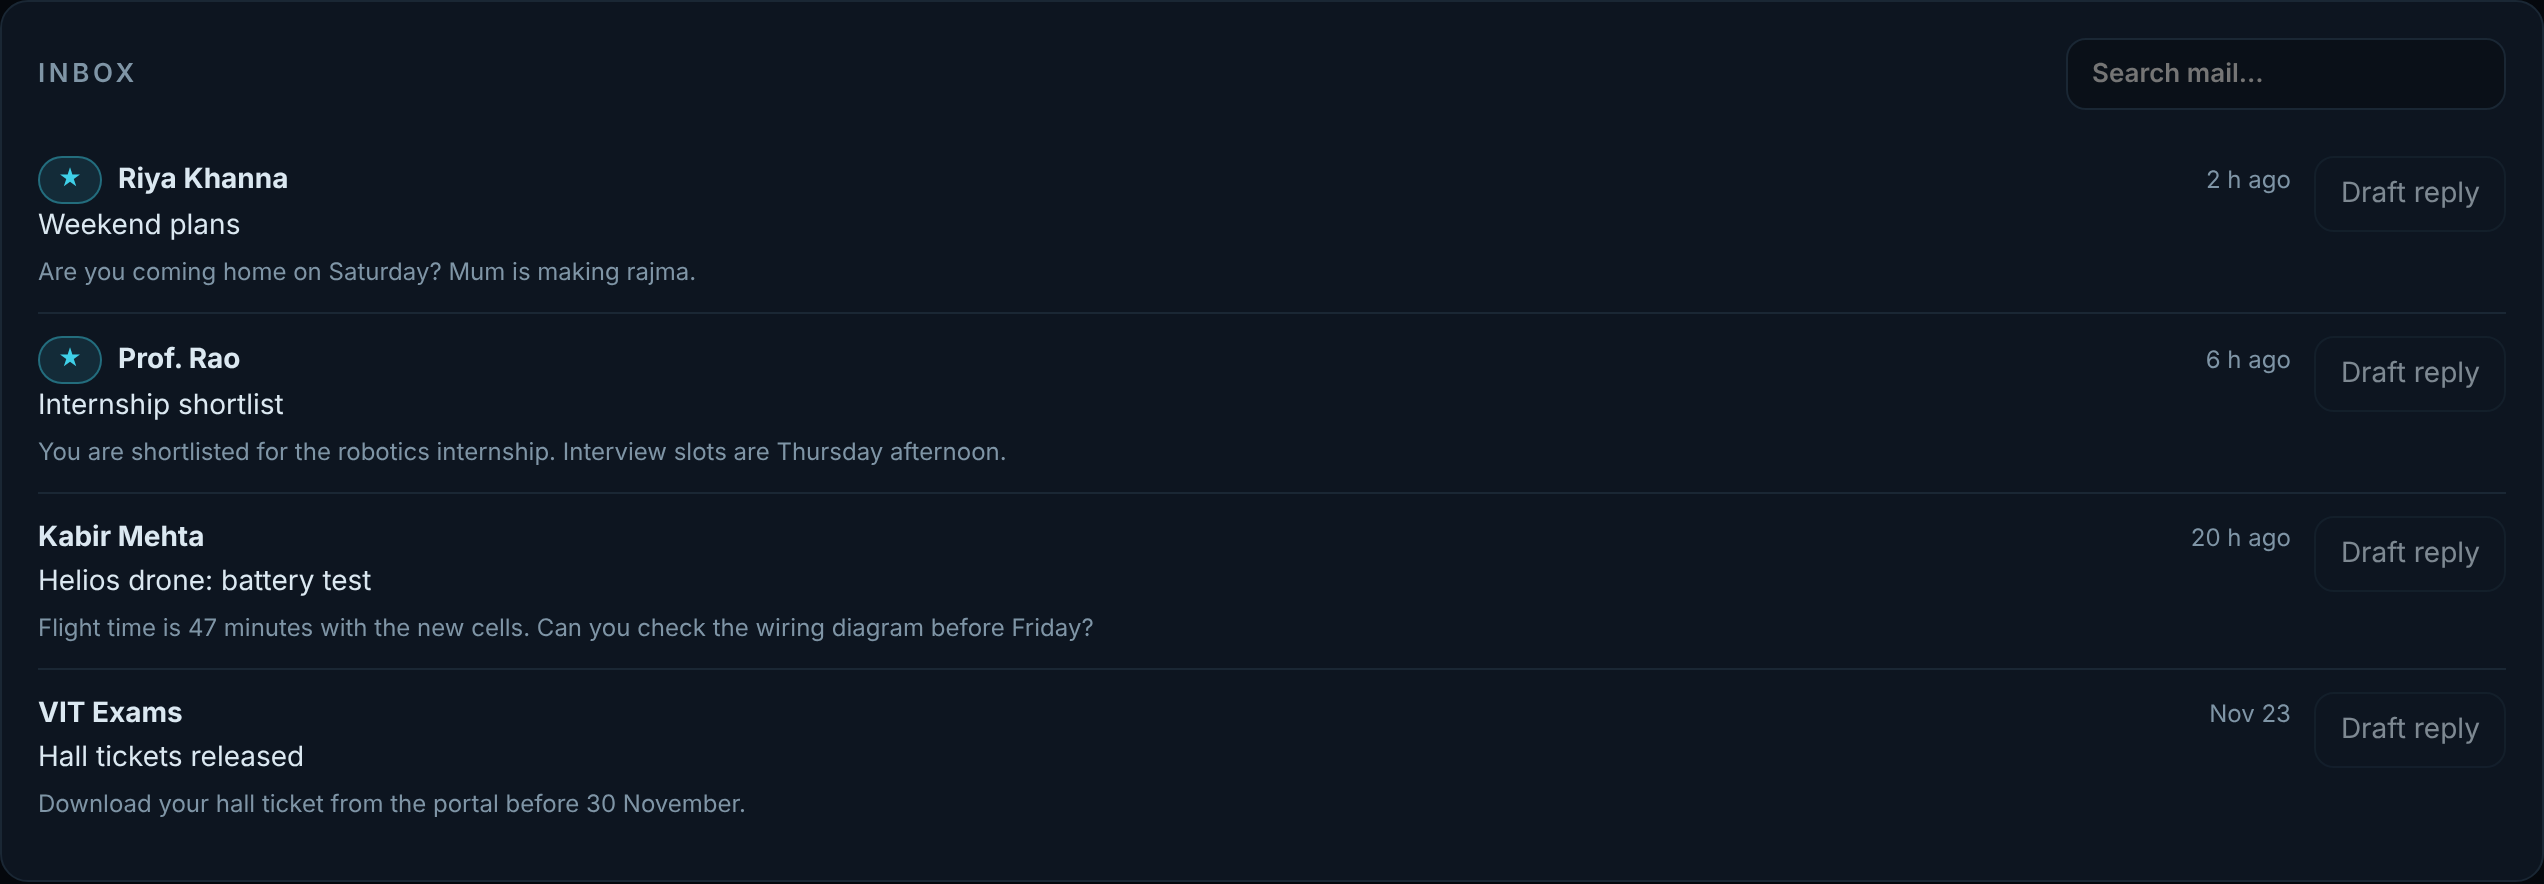 INBOX
Search mail...
★ Riya Khanna
2 h ago
Draft reply
Weekend plans
Are you coming home on Saturday? Mum is making rajma.
★ Prof. Rao
6 h ago
Draft reply
Internship shortlist
You are shortlisted for the robotics internship. Interview slots are Thursday afternoon.
Kabir Mehta
20 h ago
Draft reply
Helios drone: battery test
Flight time is 47 minutes with the new cells. Can you check the wiring diagram before Friday?
VIT Exams
Nov 23
Draft reply
Hall tickets released
Download your hall ticket from the portal before 30 November.